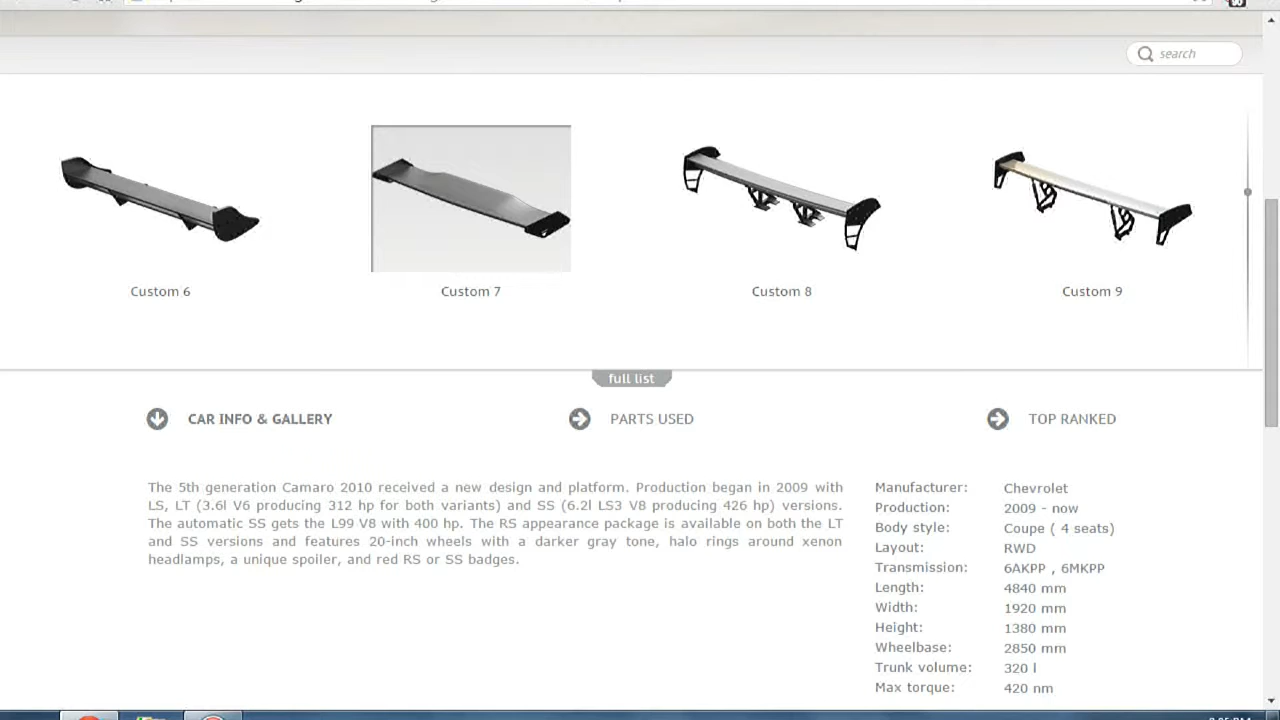 search
Custom 6
Custom 7
Custom 8
Custom 9
full list
CAR INFO & GALLERY
PARTS USED
TOP RANKED
The 5th generation Camaro 2010 received a new design and platform. Production began in 2009 with
LS, LT (3.6l V6 producing 312 hp for both variants) and SS (6.2l LS3 V8 producing 426 hp) versions.
The automatic SS gets the L99 V8 with 400 hp. The RS appearance package is available on both the LT
and SS versions and features 20-inch wheels with a darker gray tone, halo rings around xenon
headlamps, a unique spoiler, and red RS or SS badges.
Manufacturer: Chevrolet
Production: 2009 - now
Body style: Coupe ( 4 seats)
Layout: RWD
Transmission: 6AKPP , 6MKPP
Length: 4840 mm
Width: 1920 mm
Height: 1380 mm
Wheelbase: 2850 mm
Trunk volume: 320 l
Max torque: 420 nm